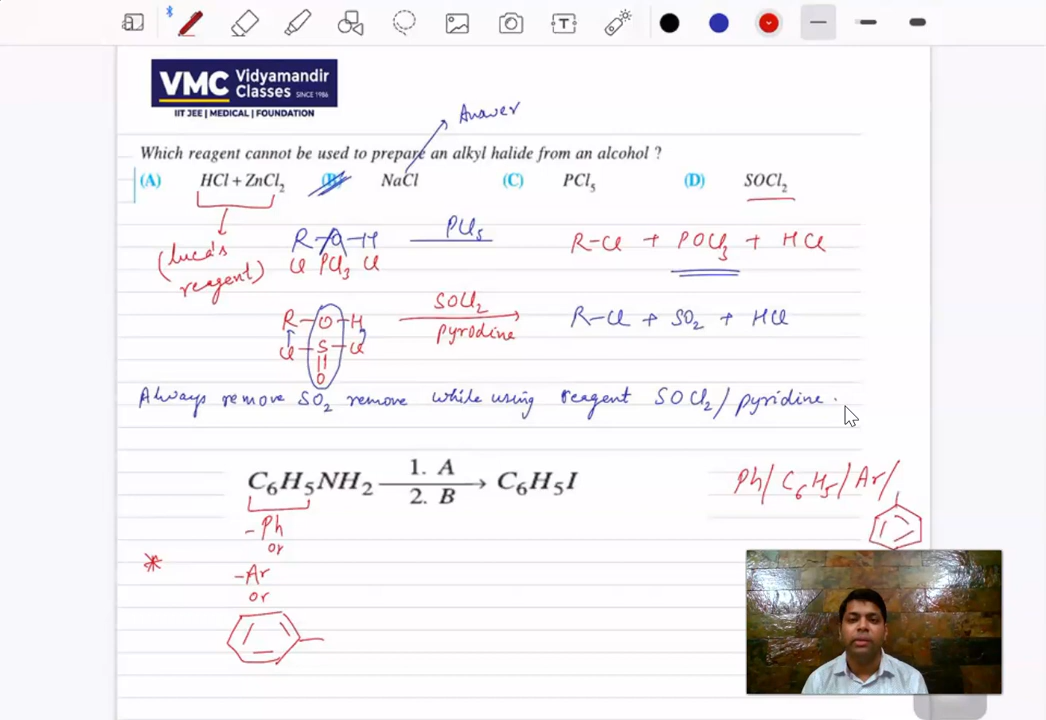 VMC Vidyamandir
Classes SINCE 1986
IIT JEE | MEDICAL | FOUNDATION
Answer
Which reagent cannot be used to prepare an alkyl halide from an alcohol ?
(A) HCl + ZnCl₂ (B) NaCl (C) PCl₅ (D) SOCl₂
(luca's
reagent)
R-O-H PCl₅ R-Cl + POCl₃ + HCl
Cl PCl₃ Cl
R-O-H SOCl₂ R-Cl + SO₂ + HCl
Cl-S-Cl pyrodine
O
Always remove SO₂ remove while using reagent SOCl₂/pyridine.
C₆H₅NH₂ 1. A → C₆H₅I
2. B
Ph/C₆H₅/Ar/
-Ph
or
* -Ar
or